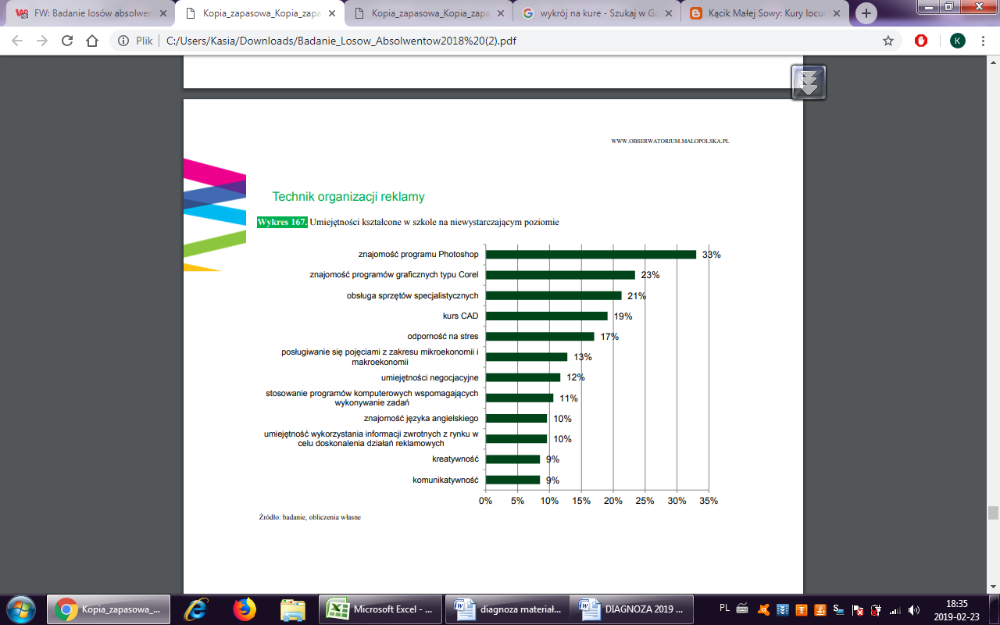 FW: Badanie losów absolwen
Kopia_zapasowa_Kopia_zapa
Kopia_zapasowa_Kopia_zapa
wykrój na kure - Szukaj w Go
Kącik Małej Sowy: Kury locum
Plik
C:/Users/Kasia/Downloads/Badanie_Losow_Absolwentow2018%20(2).pdf
K
WWW.OBSERWATORIUM.MALOPOLSKA.PL
Technik organizacji reklamy
Wykres 167. Umiejętności kształcone w szkole na niewystarczającym poziomie
znajomość programu Photoshop 33%
znajomość programów graficznych typu Corel 23%
obsługa sprzętów specjalistycznych 21%
kurs CAD 19%
odporność na stres 17%
posługiwanie się pojęciami z zakresu mikroekonomii i
makroekonomii 13%
umiejętności negocjacyjne 12%
stosowanie programów komputerowych wspomagających
wykonywanie zadań 11%
znajomość języka angielskiego 10%
umiejętność wykorzystania informacji zwrotnych z rynku w
celu doskonalenia działań reklamowych 10%
kreatywność 9%
komunikatywność 9%
0% 5% 10% 15% 20% 25% 30% 35%
Źródło: badanie, obliczenia własne
Kopia_zapasowa_...
Microsoft Excel - ...
diagnoza materiał...
DIAGNOZA 2019 ...
PL
18:35
2019-02-23